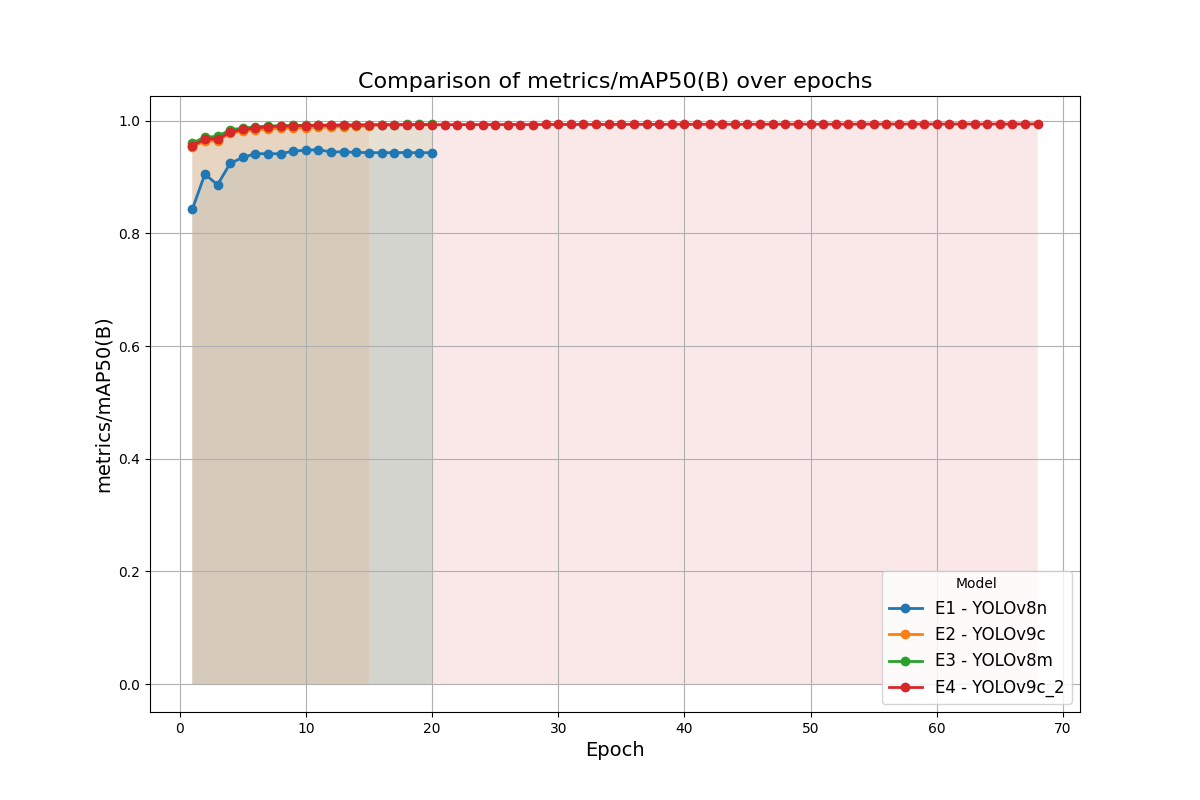 Comparison of metrics/mAP50(B) over epochs
metrics/mAP50(B)
1.0
0.8
0.6
0.4
0.2
0.0
0 10 20 30 40 50 60 70
Epoch
Model
E1 - YOLOv8n
E2 - YOLOv9c
E3 - YOLOv8m
E4 - YOLOv9c_2